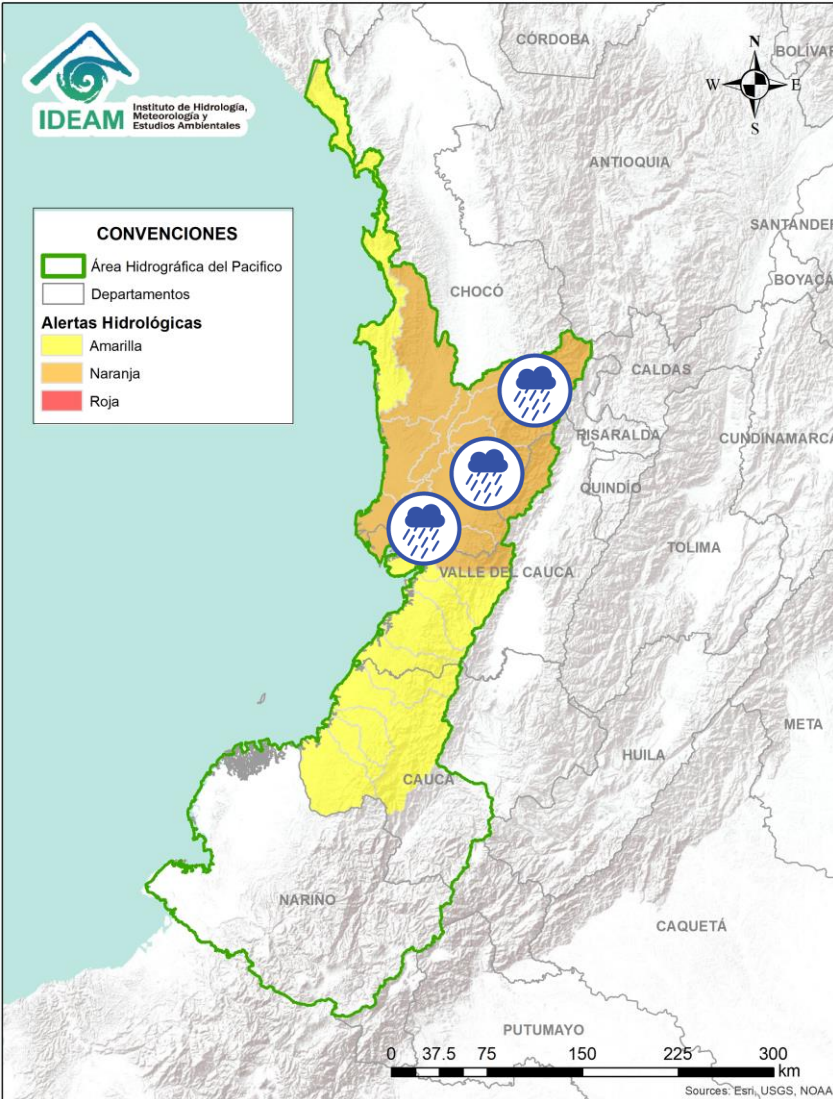 IDEAM
Instituto de Hidrología,
Meteorología y
Estudios Ambientales
N
W E
S
CÓRDOBA
BOLÍVAR
ANTIOQUIA
SANTANDER
BOYACÁ
CHOCÓ
CALDAS
RISARALDA
CUNDINAMARCA
QUINDÍO
TOLIMA
VALLE DEL CAUCA
META
HUILA
CAUCA
NARIÑO
CAQUETÁ
PUTUMAYO
CONVENCIONES
Área Hidrográfica del Pacifico
Departamentos
Alertas Hidrológicas
Amarilla
Naranja
Roja
0 37.5 75 150 225 300
km
Sources: Esri, USGS, NOAA